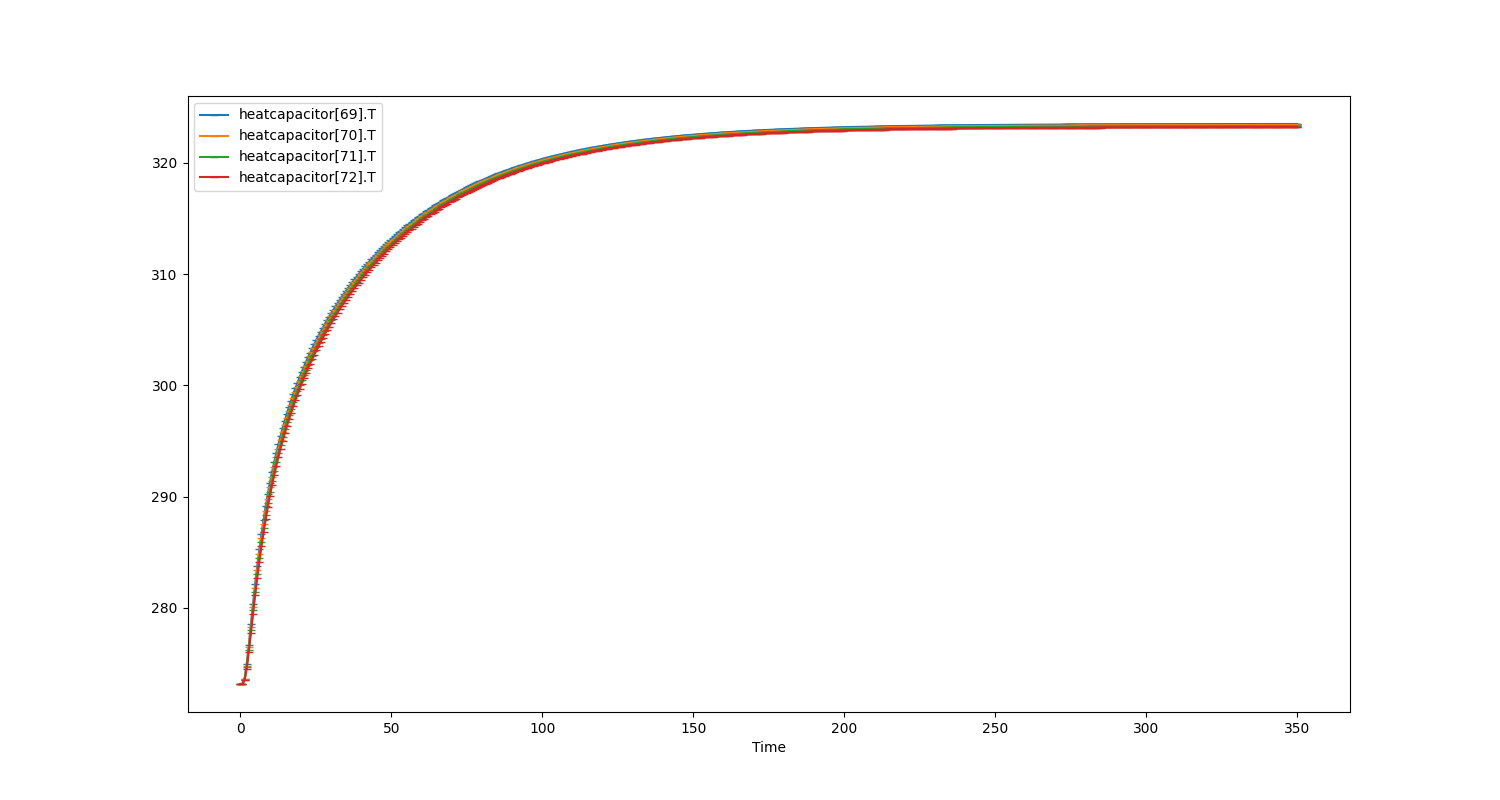 heatcapacitor[69].T
heatcapacitor[70].T
heatcapacitor[71].T
heatcapacitor[72].T
320
310
300
290
280
0 50 100 150 200 250 300 350
Time